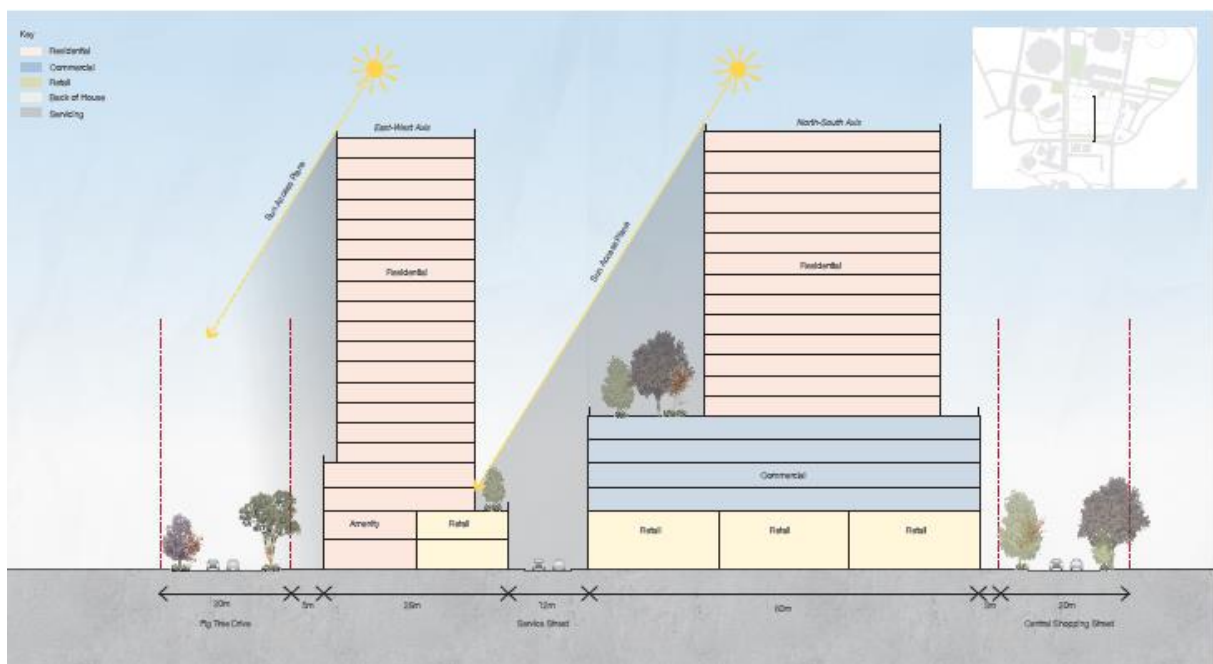 Key
Residential
Commercial
Retail
Back of House
Servicing
East-West Axis
North-South Axis
Sun Access Plane
Sun Access Plane
Residential
Residential
Commercial
Amenity
Retail
Retail
Retail
Retail
20m
5m
28m
12m
60m
3m
20m
Fig Tree Drive
Service Street
Central Shopping Street